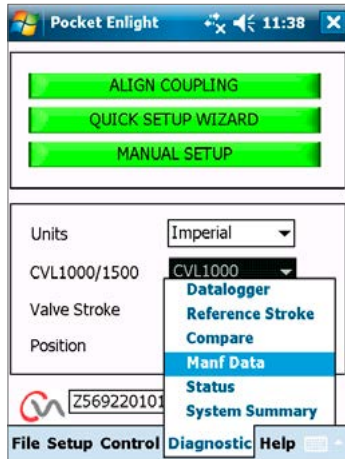 Pocket Enlight 11:38
ALIGN COUPLING
QUICK SETUP WIZARD
MANUAL SETUP
Units Imperial
CVL1000/1500 CVL1000
Valve Stroke
Position
Datalogger
Reference Stroke
Compare
Manf Data
Status
System Summary
Z569220101
File Setup Control Diagnostic Help